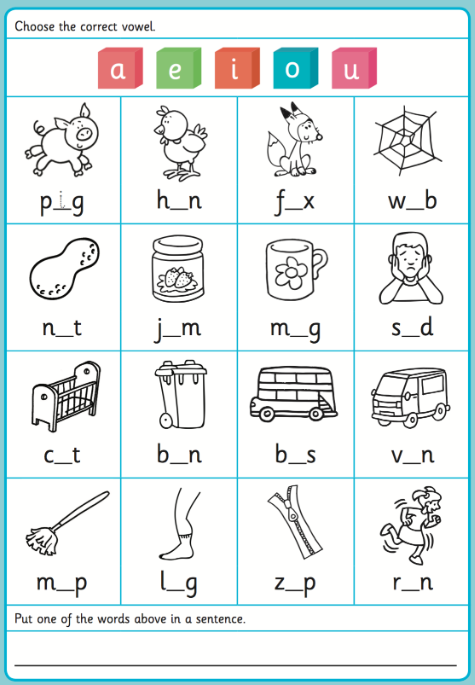 Choose the correct vowel.
a e i o u
pig h_n f_x w_b
n_t j_m m_g s_d
c_t b_n b_s v_n
m_p l_g z_p r_n
Put one of the words above in a sentence.